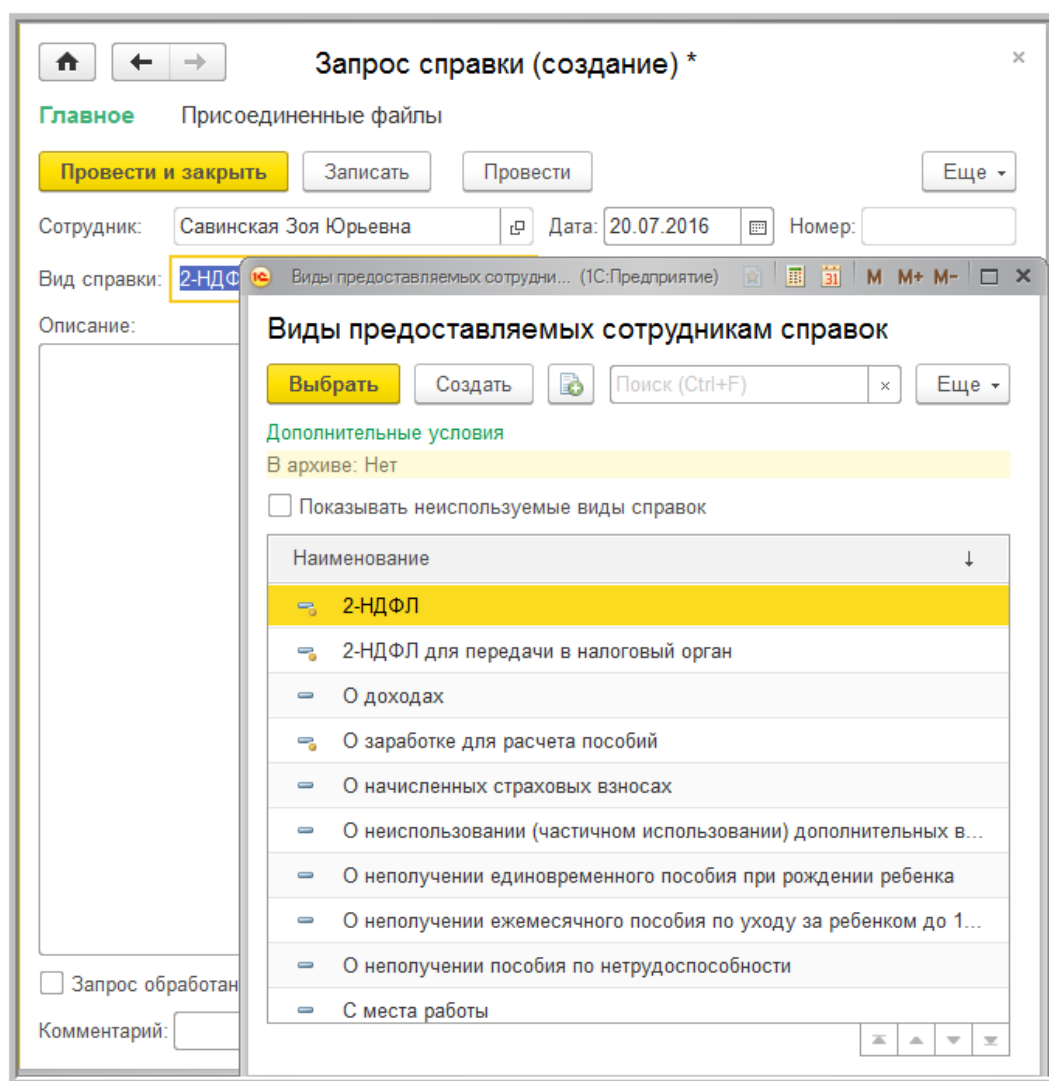 Запрос справки (создание) *
Главное Присоединенные файлы
Провести и закрыть Записать Провести Еще
Сотрудник: Савинская Зоя Юрьевна Дата: 20.07.2016 Номер:
Вид справки: 2-НДФ
Описание:
Запрос обработан
Комментарий:
1С Виды предоставляемых сотрудни... (1С:Предприятие) 31 M M+ M-
Виды предоставляемых сотрудникам справок
Выбрать Создать Поиск (Ctrl+F) Еще
Дополнительные условия
В архиве: Нет
Показывать неиспользуемые виды справок
Наименование
2-НДФЛ
2-НДФЛ для передачи в налоговый орган
О доходах
О заработке для расчета пособий
О начисленных страховых взносах
О неиспользовании (частичном использовании) дополнительных в...
О неполучении единовременного пособия при рождении ребенка
О неполучении ежемесячного пособия по уходу за ребенком до 1...
О неполучении пособия по нетрудоспособности
С места работы